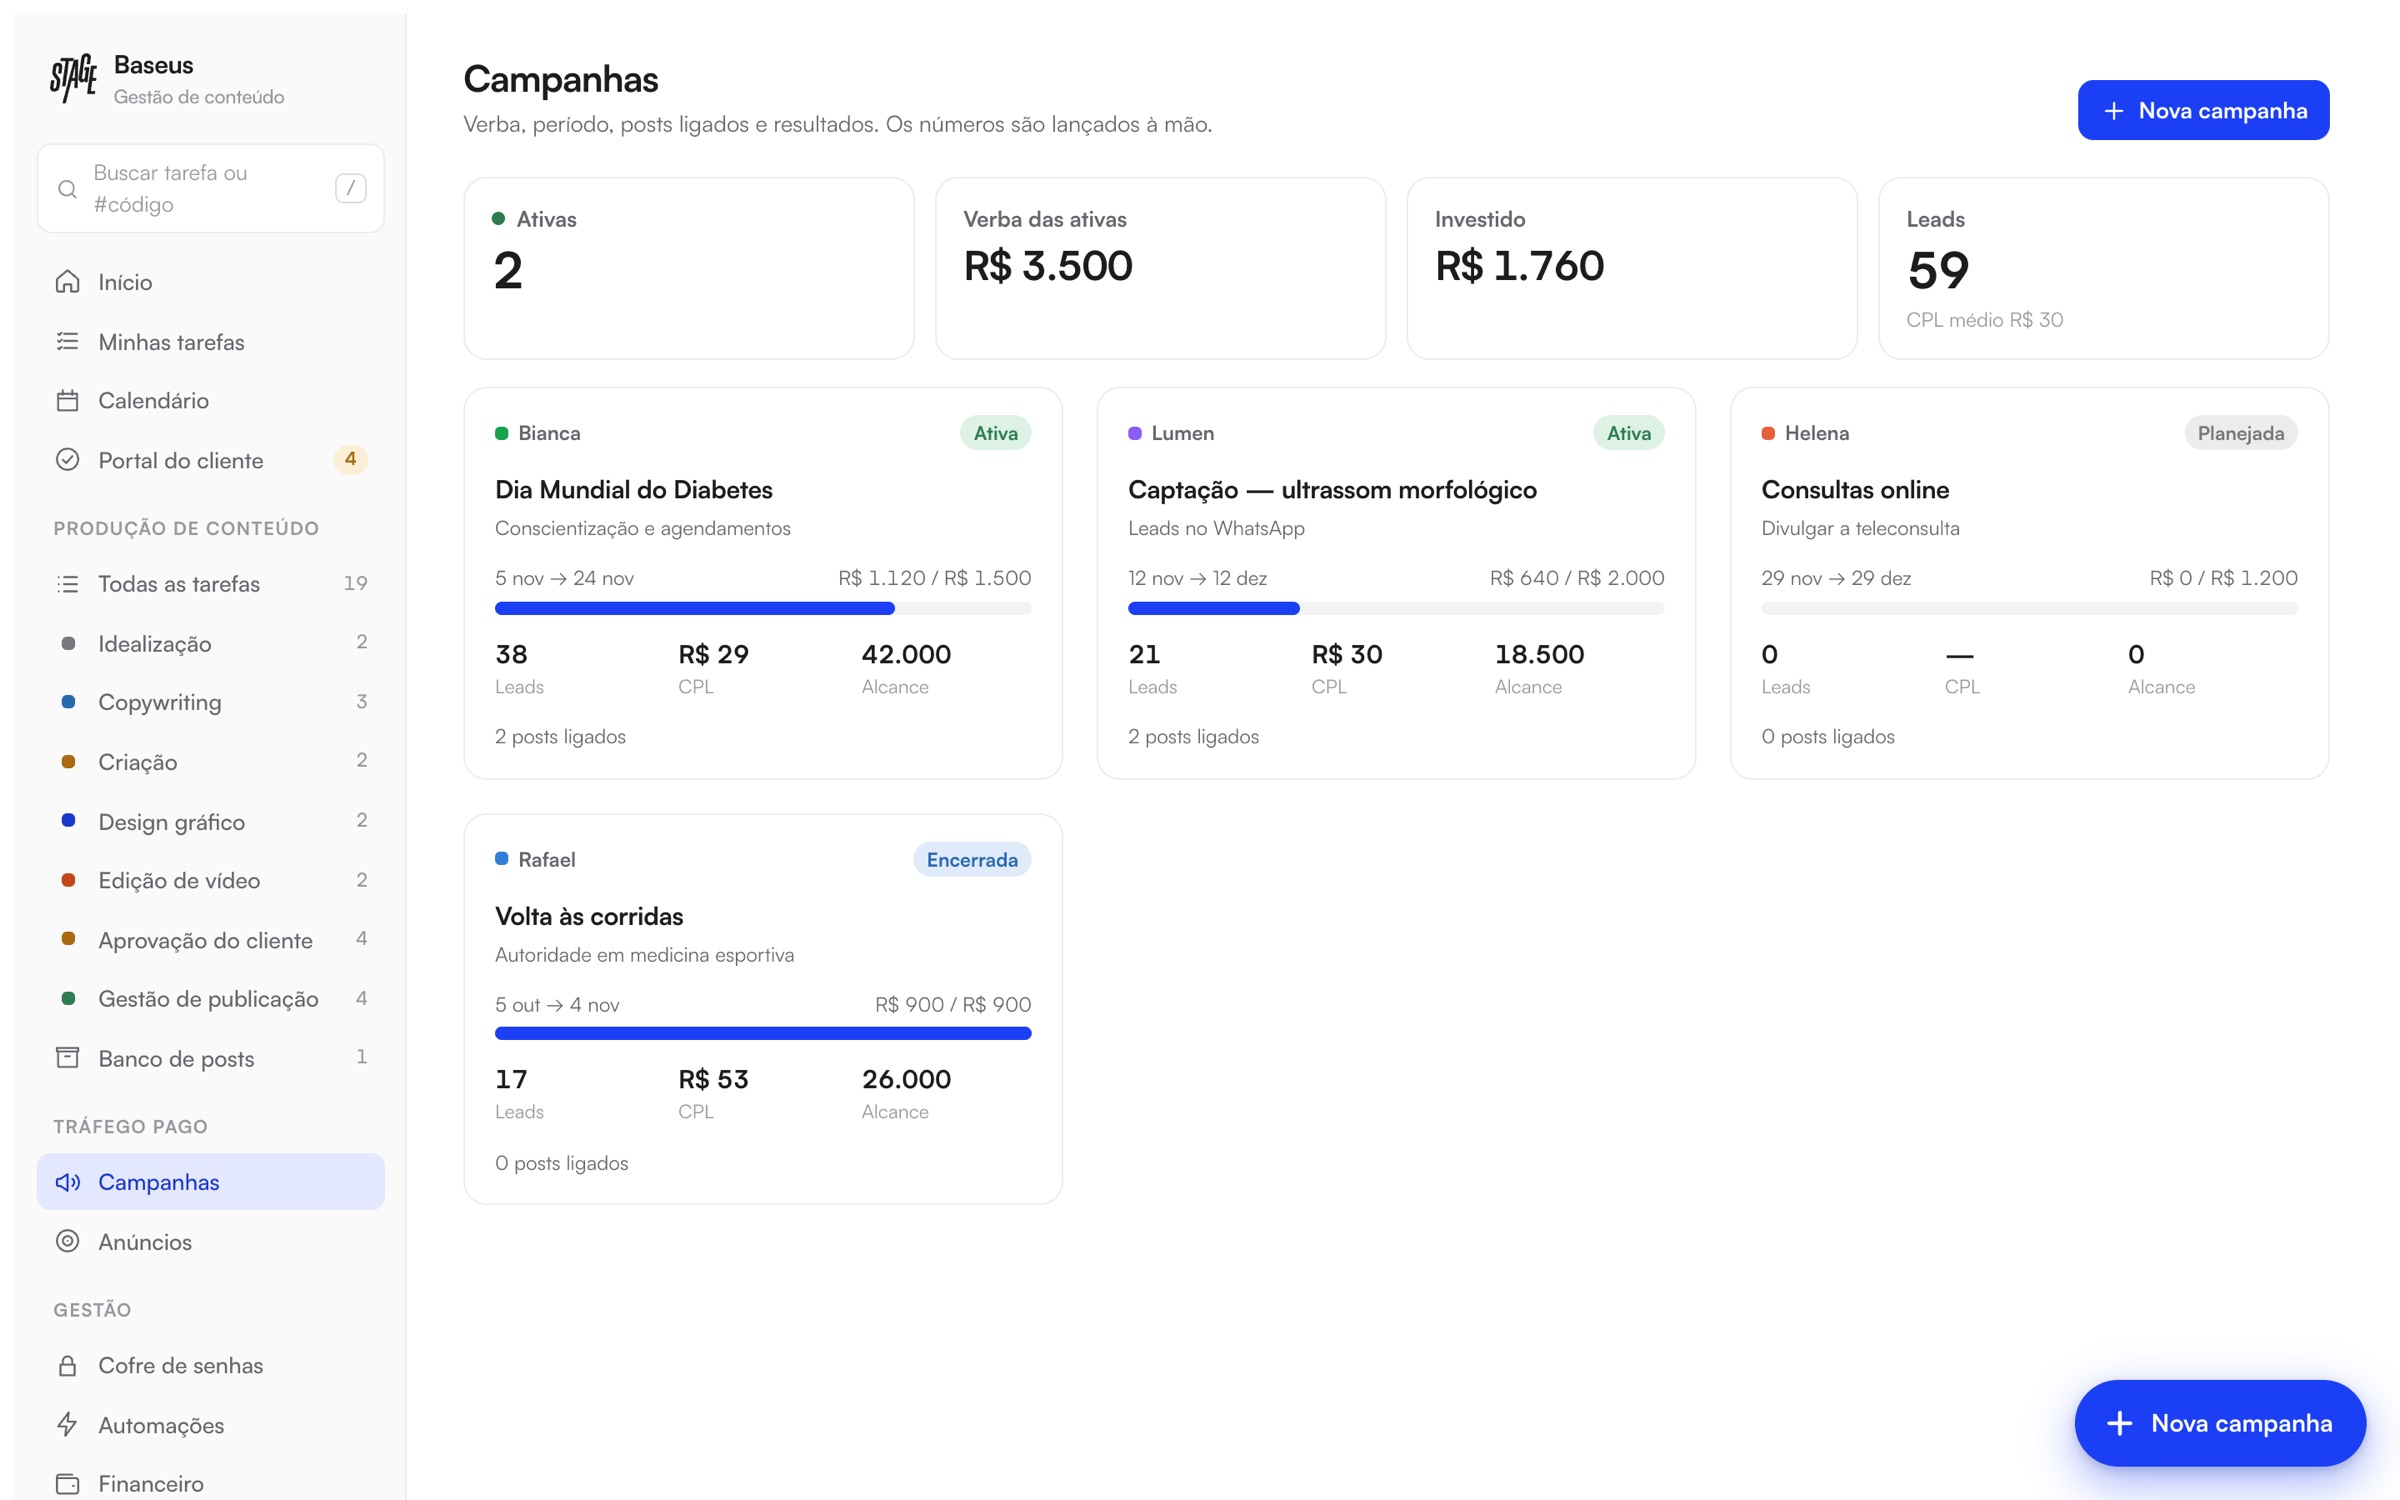 STAGE
Baseus
Gestão de conteúdo
Buscar tarefa ou
#código
/
Início
Minhas tarefas
Calendário
Portal do cliente 4
PRODUÇÃO DE CONTEÚDO
Todas as tarefas 19
Idealização 2
Copywriting 3
Criação 2
Design gráfico 2
Edição de vídeo 2
Aprovação do cliente 4
Gestão de publicação 4
Banco de posts 1
TRÁFEGO PAGO
Campanhas
Anúncios
GESTÃO
Cofre de senhas
Automações
Financeiro
Campanhas
Verba, período, posts ligados e resultados. Os números são lançados à mão.
+ Nova campanha
Ativas
2
Verba das ativas
R$ 3.500
Investido
R$ 1.760
Leads
59
CPL médio R$ 30
Bianca Ativa
Dia Mundial do Diabetes
Conscientização e agendamentos
5 nov → 24 nov R$ 1.120 / R$ 1.500
38 R$ 29 42.000
Leads CPL Alcance
2 posts ligados
Lumen Ativa
Captação — ultrassom morfológico
Leads no WhatsApp
12 nov → 12 dez R$ 640 / R$ 2.000
21 R$ 30 18.500
Leads CPL Alcance
2 posts ligados
Helena Planejada
Consultas online
Divulgar a teleconsulta
29 nov → 29 dez R$ 0 / R$ 1.200
0 — 0
Leads CPL Alcance
0 posts ligados
Rafael Encerrada
Volta às corridas
Autoridade em medicina esportiva
5 out → 4 nov R$ 900 / R$ 900
17 R$ 53 26.000
Leads CPL Alcance
0 posts ligados
+ Nova campanha